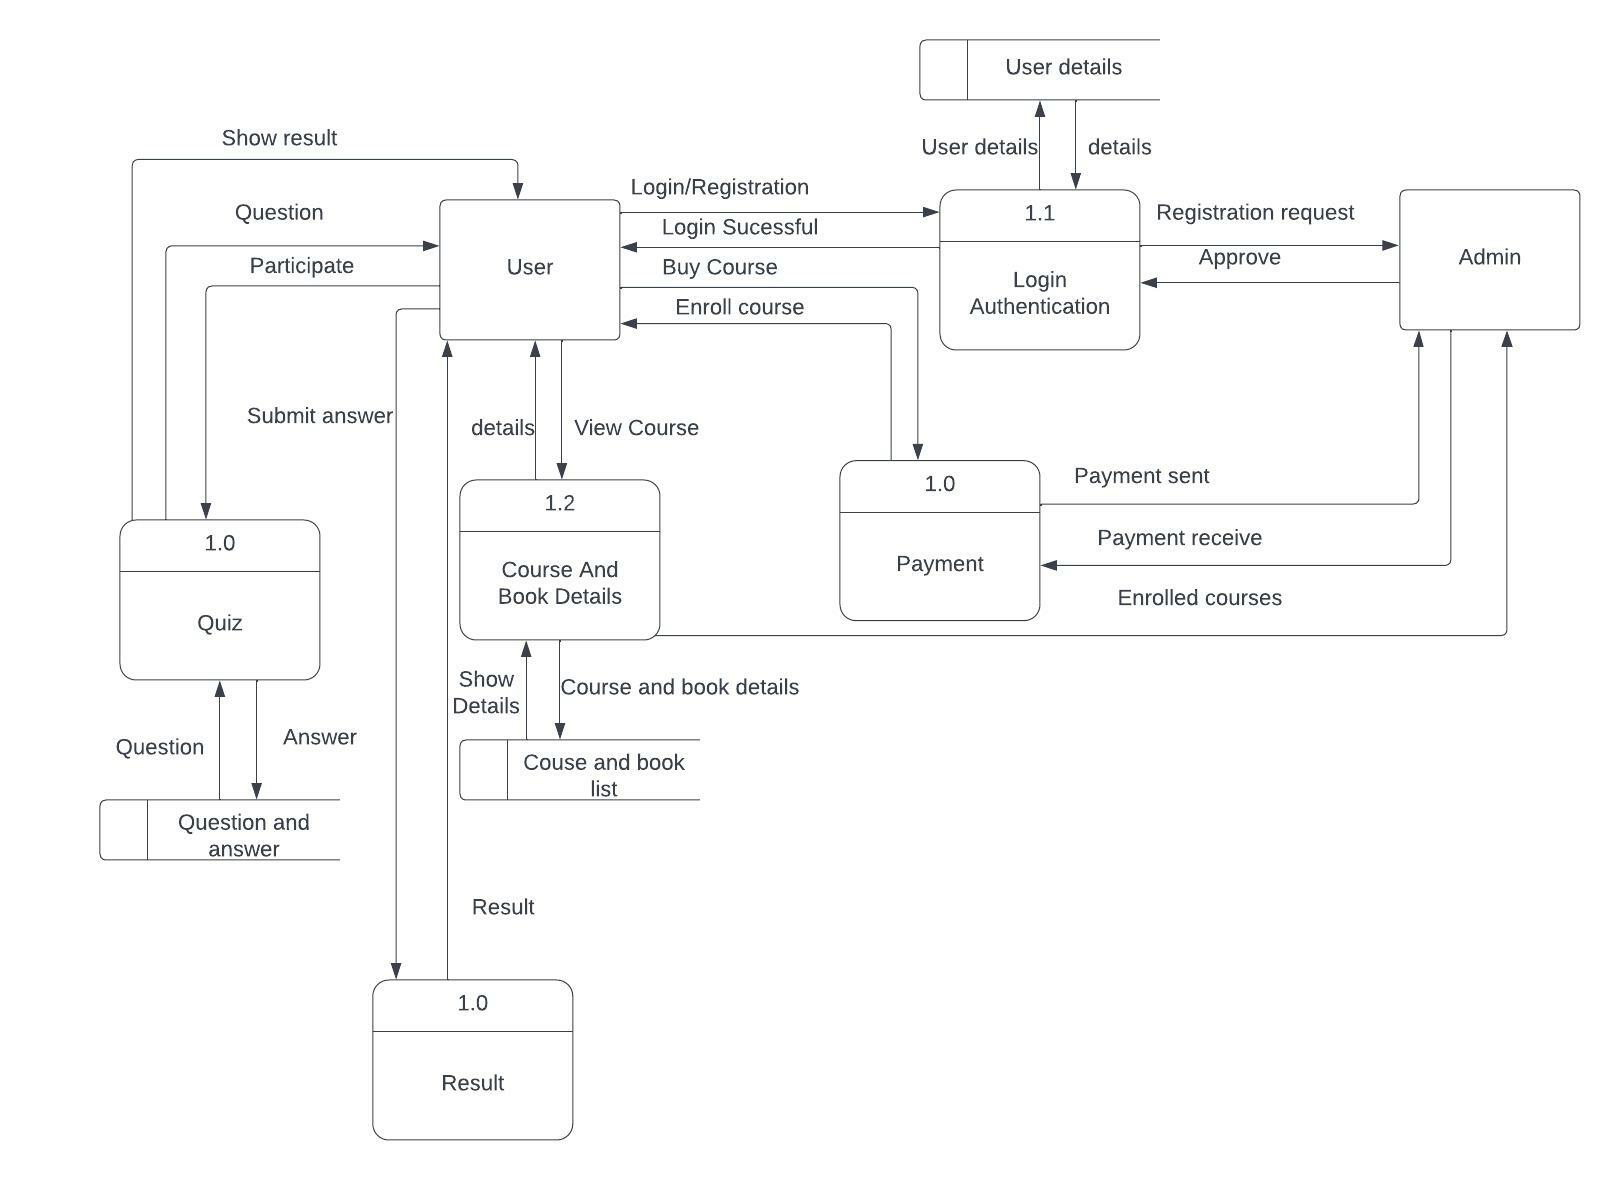 User details
User details
details
Show result
Login/Registration
Question
Login Sucessful
1.1
Registration request
Participate
User
Buy Course
Login
Authentication
Approve
Admin
Enroll course
Submit answer
details
View Course
1.0
Payment sent
1.2
1.0
Payment receive
Payment
Course And
Book Details
Quiz
Enrolled courses
Show
Details
Course and book details
Question
Answer
Couse and book
list
Question and
answer
Result
1.0
Result